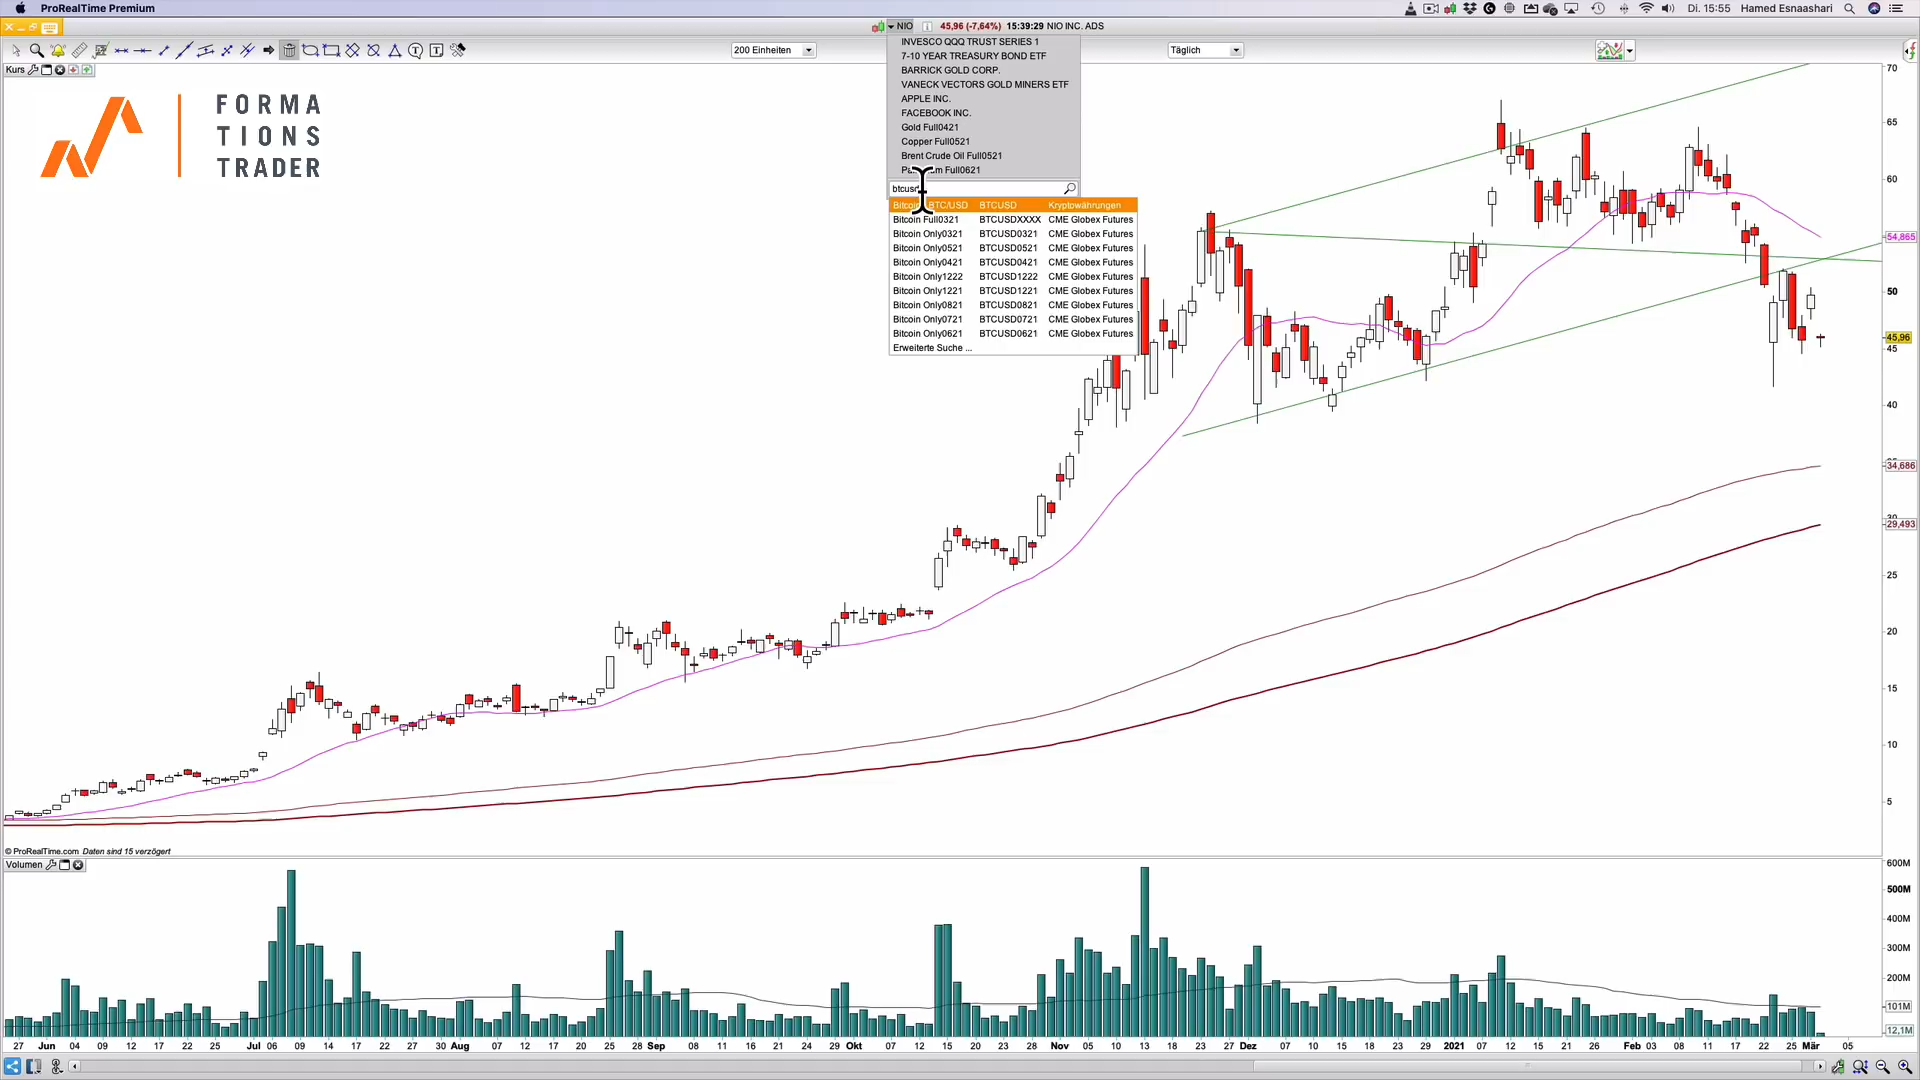 ProRealTime Premium
Di. 15:55 Hamed Esnaashari
NIO 45,96 (-7,64%) 15:39:29 NIO INC. ADS
200 Einheiten
Täglich
Kurs
FORMA
TIONS
TRADER
INVESCO QQQ TRUST SERIES 1
7-10 YEAR TREASURY BOND ETF
BARRICK GOLD CORP.
VANECK VECTORS GOLD MINERS ETF
APPLE INC.
FACEBOOK INC.
Gold Full0421
Copper Full0521
Brent Crude Oil Full0521
Full0621
btcusd
Bitcoin BTC/USD BTCUSD Kryptowährungen
Bitcoin Full0321 BTCUSDXXXX CME Globex Futures
Bitcoin Only0321 BTCUSD0321 CME Globex Futures
Bitcoin Only0521 BTCUSD0521 CME Globex Futures
Bitcoin Only0421 BTCUSD0421 CME Globex Futures
Bitcoin Only1222 BTCUSD1222 CME Globex Futures
Bitcoin Only1221 BTCUSD1221 CME Globex Futures
Bitcoin Only0821 BTCUSD0821 CME Globex Futures
Bitcoin Only0721 BTCUSD0721 CME Globex Futures
Bitcoin Only0621 BTCUSD0621 CME Globex Futures
Erweiterte Suche ...
70
65
60
54,865
50
45,96
45
40
34,686
30
29,493
25
20
15
10
5
© ProRealTime.com Daten sind 15 verzögert
Volumen
600M
500M
400M
300M
200M
101M
12,1M
27 Jun 04 09 12 17 22 25 Jul 06 09 14 17 22 27 30 Aug 06 09 12 17 20 25 28 Sep 04 08 11 16 21 24 29 Okt 07 12 15 20 23 28 Nov 05 10 13 18 23 27 Dez 07 10 15 18 23 29 2021 07 12 15 21 26 Feb 03 08 11 17 22 25 Mär 05